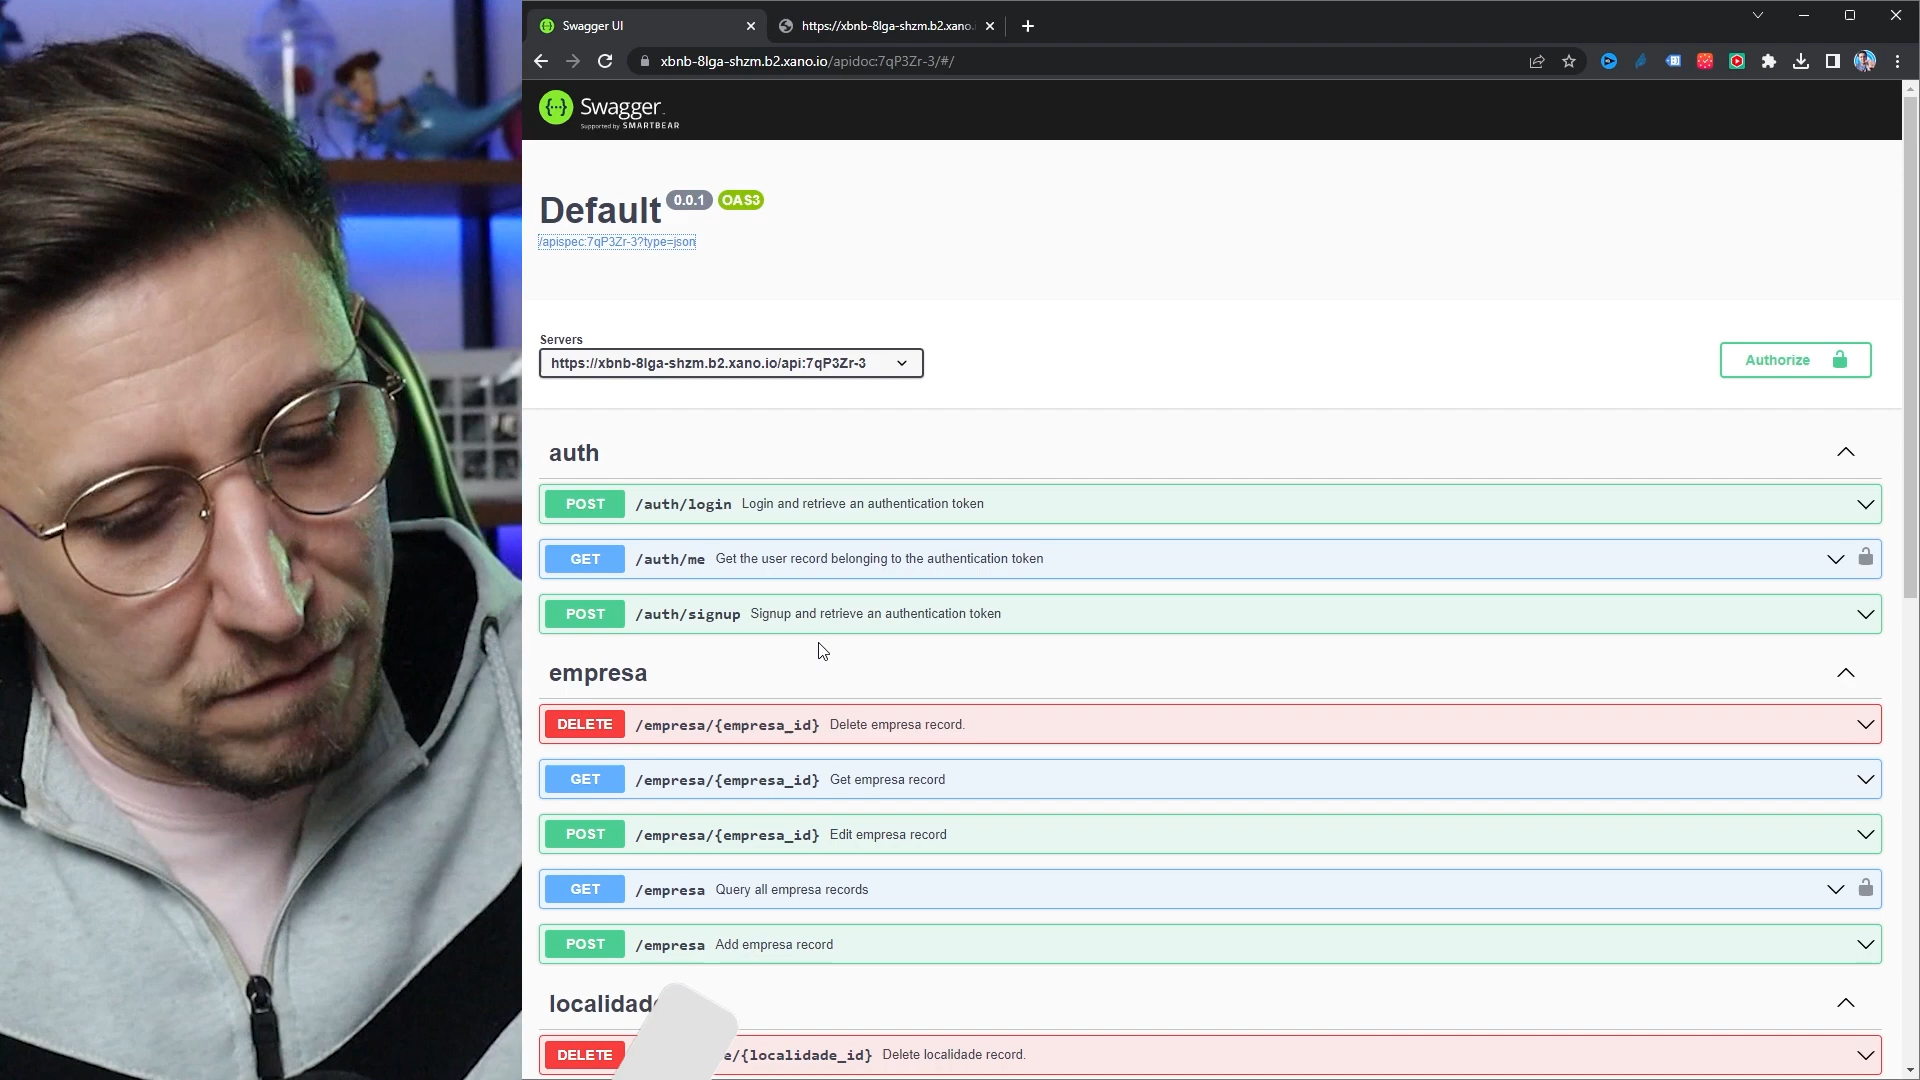 Swagger UI
https://xbnb-8lga-shzm.b2.xano.
xbnb-8lga-shzm.b2.xano.io/apidoc:7qP3Zr-3/#/
Swagger
Supported by SMARTBEAR
Default 0.0.1 OAS3
/apispec:7qP3Zr-3?type=json
Servers
https://xbnb-8lga-shzm.b2.xano.io/api:7qP3Zr-3
Authorize
auth
POST /auth/login Login and retrieve an authentication token
GET /auth/me Get the user record belonging to the authentication token
POST /auth/signup Signup and retrieve an authentication token
empresa
DELETE /empresa/{empresa_id} Delete empresa record.
GET /empresa/{empresa_id} Get empresa record
POST /empresa/{empresa_id} Edit empresa record
GET /empresa Query all empresa records
POST /empresa Add empresa record
localidad
DELETE e/{localidade_id} Delete localidade record.